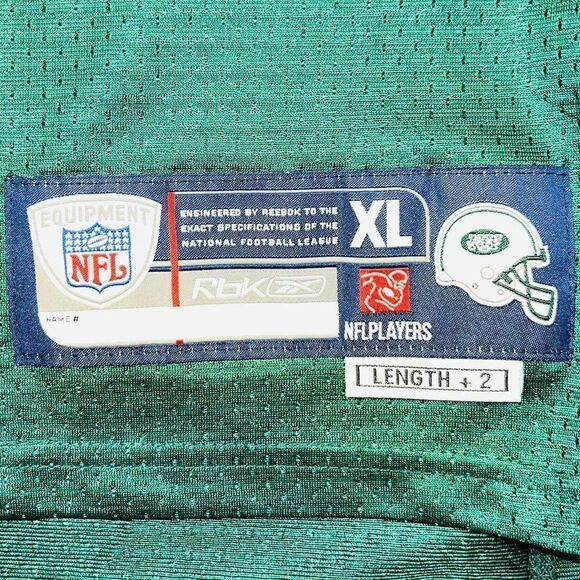 EQUIPMENT
NFL
NAME #
ENGINEERED BY REEBOK TO THE
EXACT SPECIFICATIONS OF THE
NATIONAL FOOTBALL LEAGUE
XL
Rbk
NFLPLAYERS
JETS
LENGTH + 2